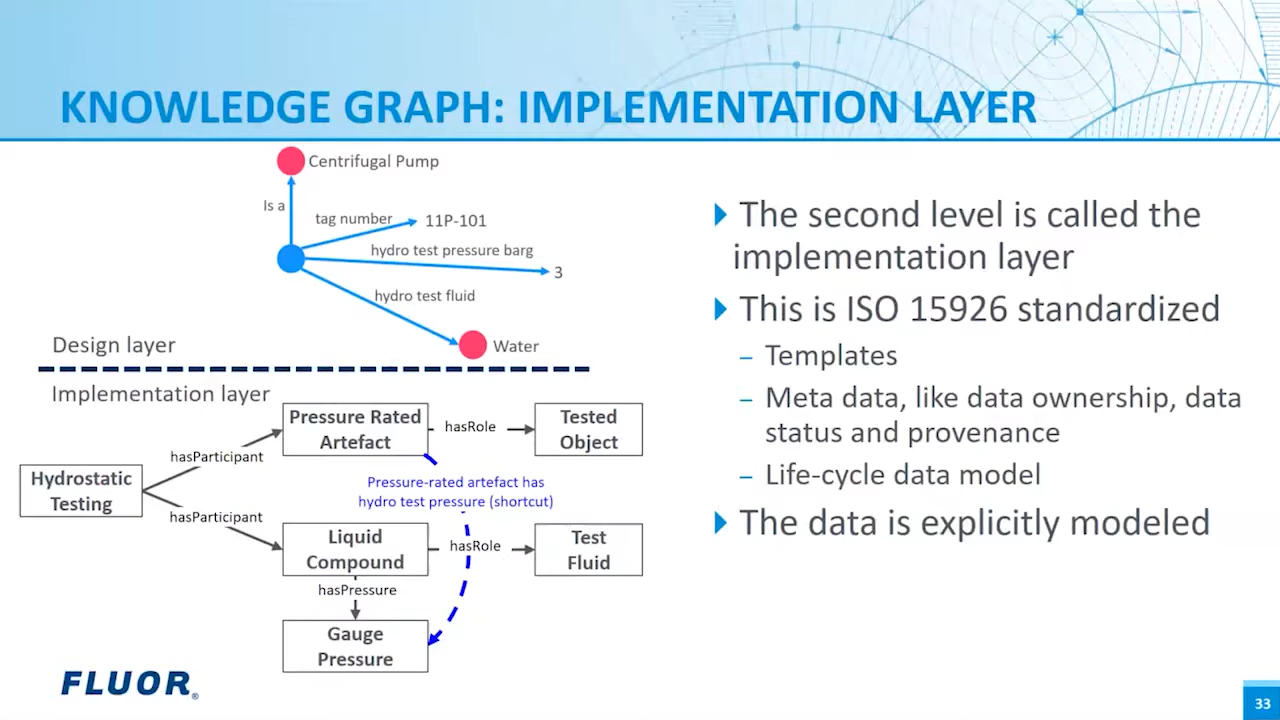 KNOWLEDGE GRAPH: IMPLEMENTATION LAYER
Centrifugal Pump
Is a
tag number
11P-101
hydro test pressure barg
3
hydro test fluid
Water
Design layer
Implementation layer
Pressure Rated
Artefact
hasRole
Tested
Object
hasParticipant
Hydrostatic
Testing
Pressure-rated artefact has
hydro test pressure (shortcut)
hasParticipant
Liquid
Compound
hasRole
Test
Fluid
hasPressure
Gauge
Pressure
The second level is called the
implementation layer
This is ISO 15926 standardized
– Templates
– Meta data, like data ownership, data
status and provenance
– Life-cycle data model
The data is explicitly modeled
FLUOR®
33